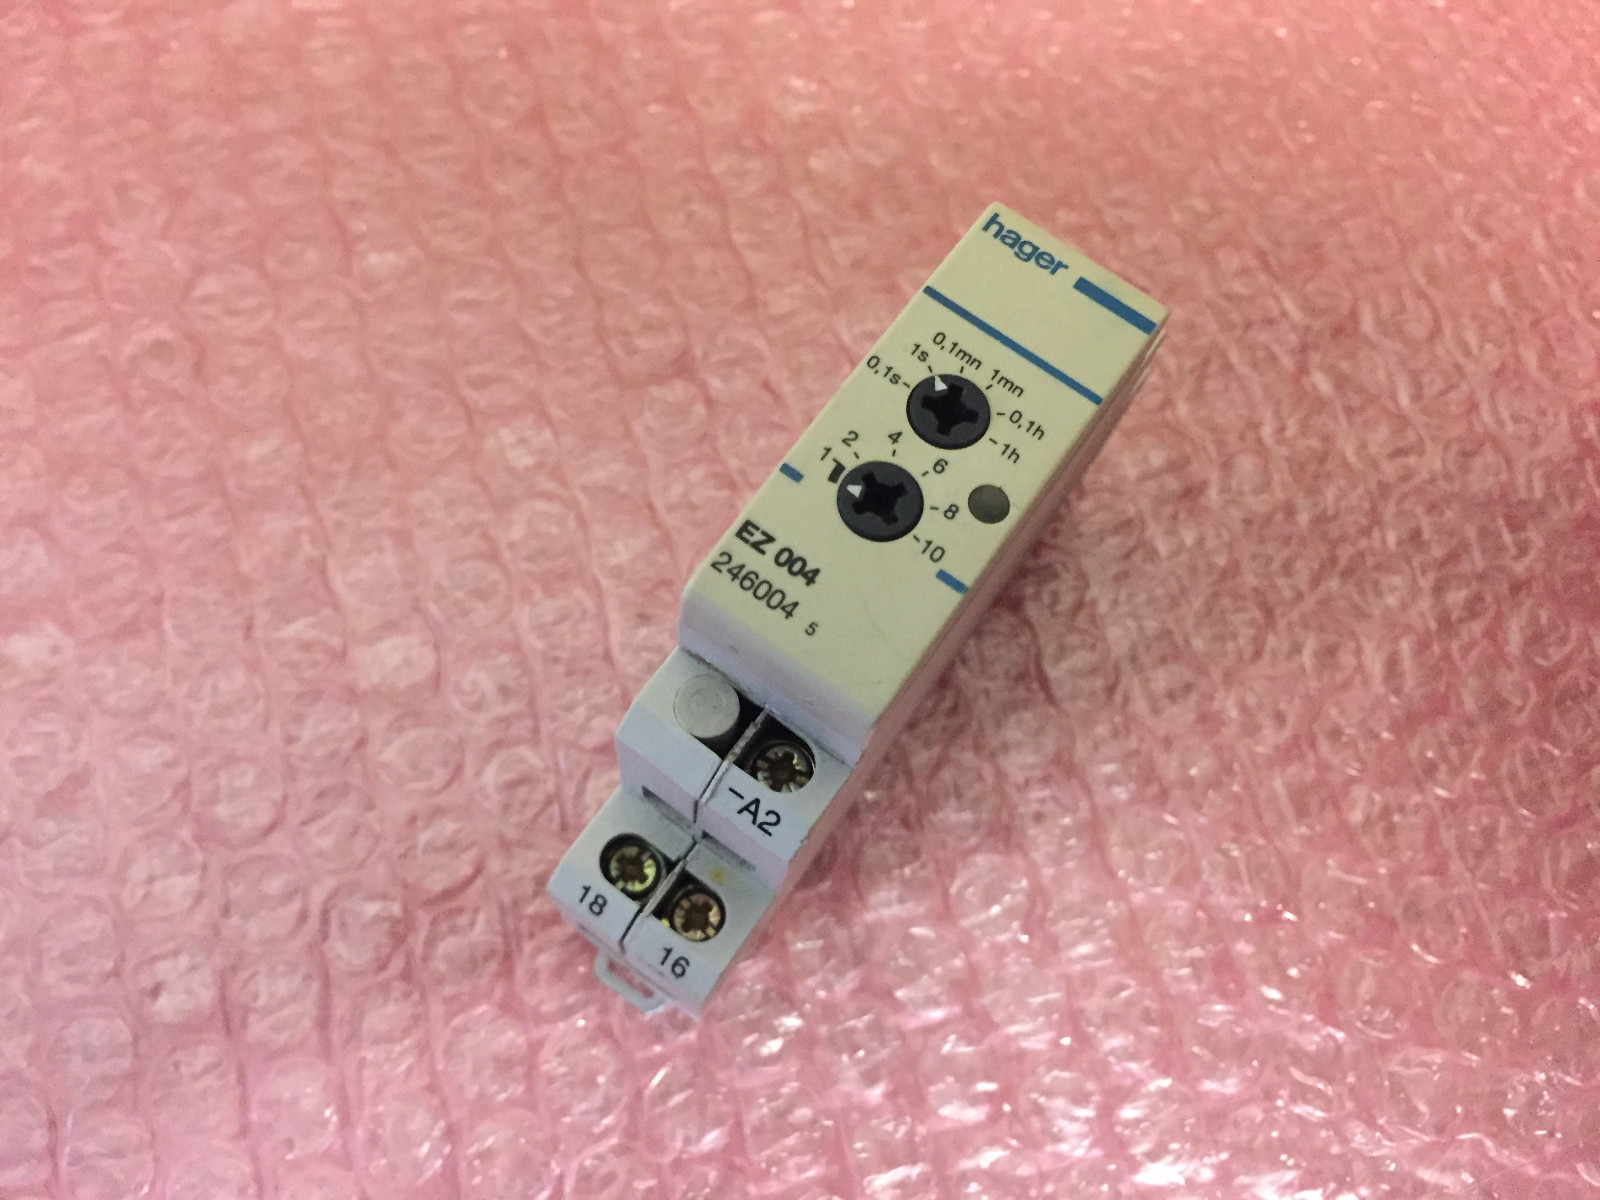 hager
0,1s 1s 0,1mn 1mn 0,1h 1h
1 2 4 6 8 10
EZ 004
246004 5
-A2
18
16